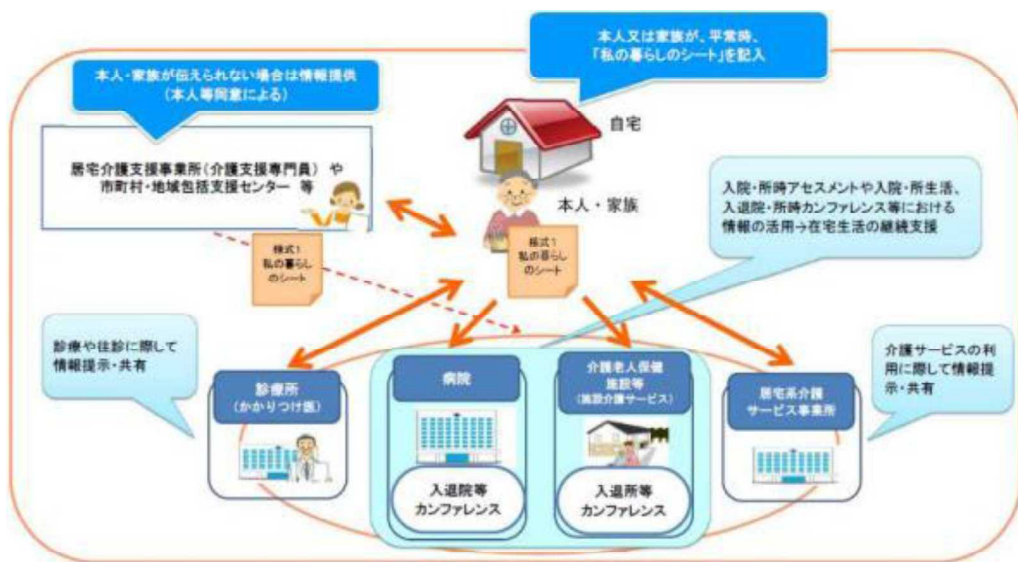 本人又は家族が、平常時、
「私の暮らしのシート」を記入
本人・家族が伝えられない場合は情報提供
(本人等同意による)
自宅
居宅介護支援事業所(介護支援専門員) や
市町村・地域包括支援センター 等
本人・家族
入院・所時アセスメントや入院・所生活、
入退院・所時カンファレンス等における
情報の活用→在宅生活の継続支援
様式1
私の暮らし
のシート
様式1
私の暮らし
のシート
診療や往診に際して
情報提示・共有
診療所
(かかりつけ医)
病院
介護老人保健
施設等
(施設介護サービス)
居宅系介護
サービス事業所
介護サービスの利
用に際して情報提
示・共有
入退院等
カンファレンス
入退所等
カンファレンス